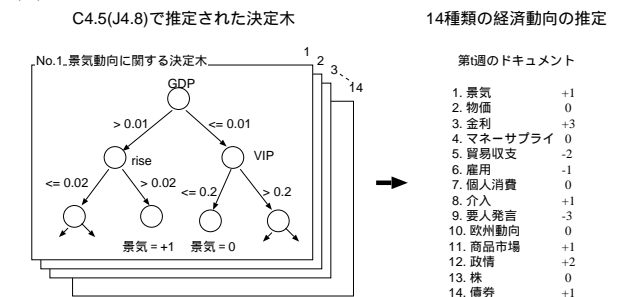 C4.5(J4.8)で推定された決定木
No.1 景気動向に関する決定木
1
2
3
14
GDP
> 0.01
<= 0.01
rise
VIP
<= 0.02
> 0.02
<= 0.2
> 0.2
景気 = +1
景気 = 0
14種類の経済動向の推定
第t週のドキュメント
1. 景気 +1
2. 物価 0
3. 金利 +3
4. マネーサプライ 0
5. 貿易収支 -2
6. 雇用 -1
7. 個人消費 0
8. 介入 +1
9. 要人発言 -3
10. 欧州動向 0
11. 商品市場 +1
12. 政情 +2
13. 株 0
14. 債券 +1